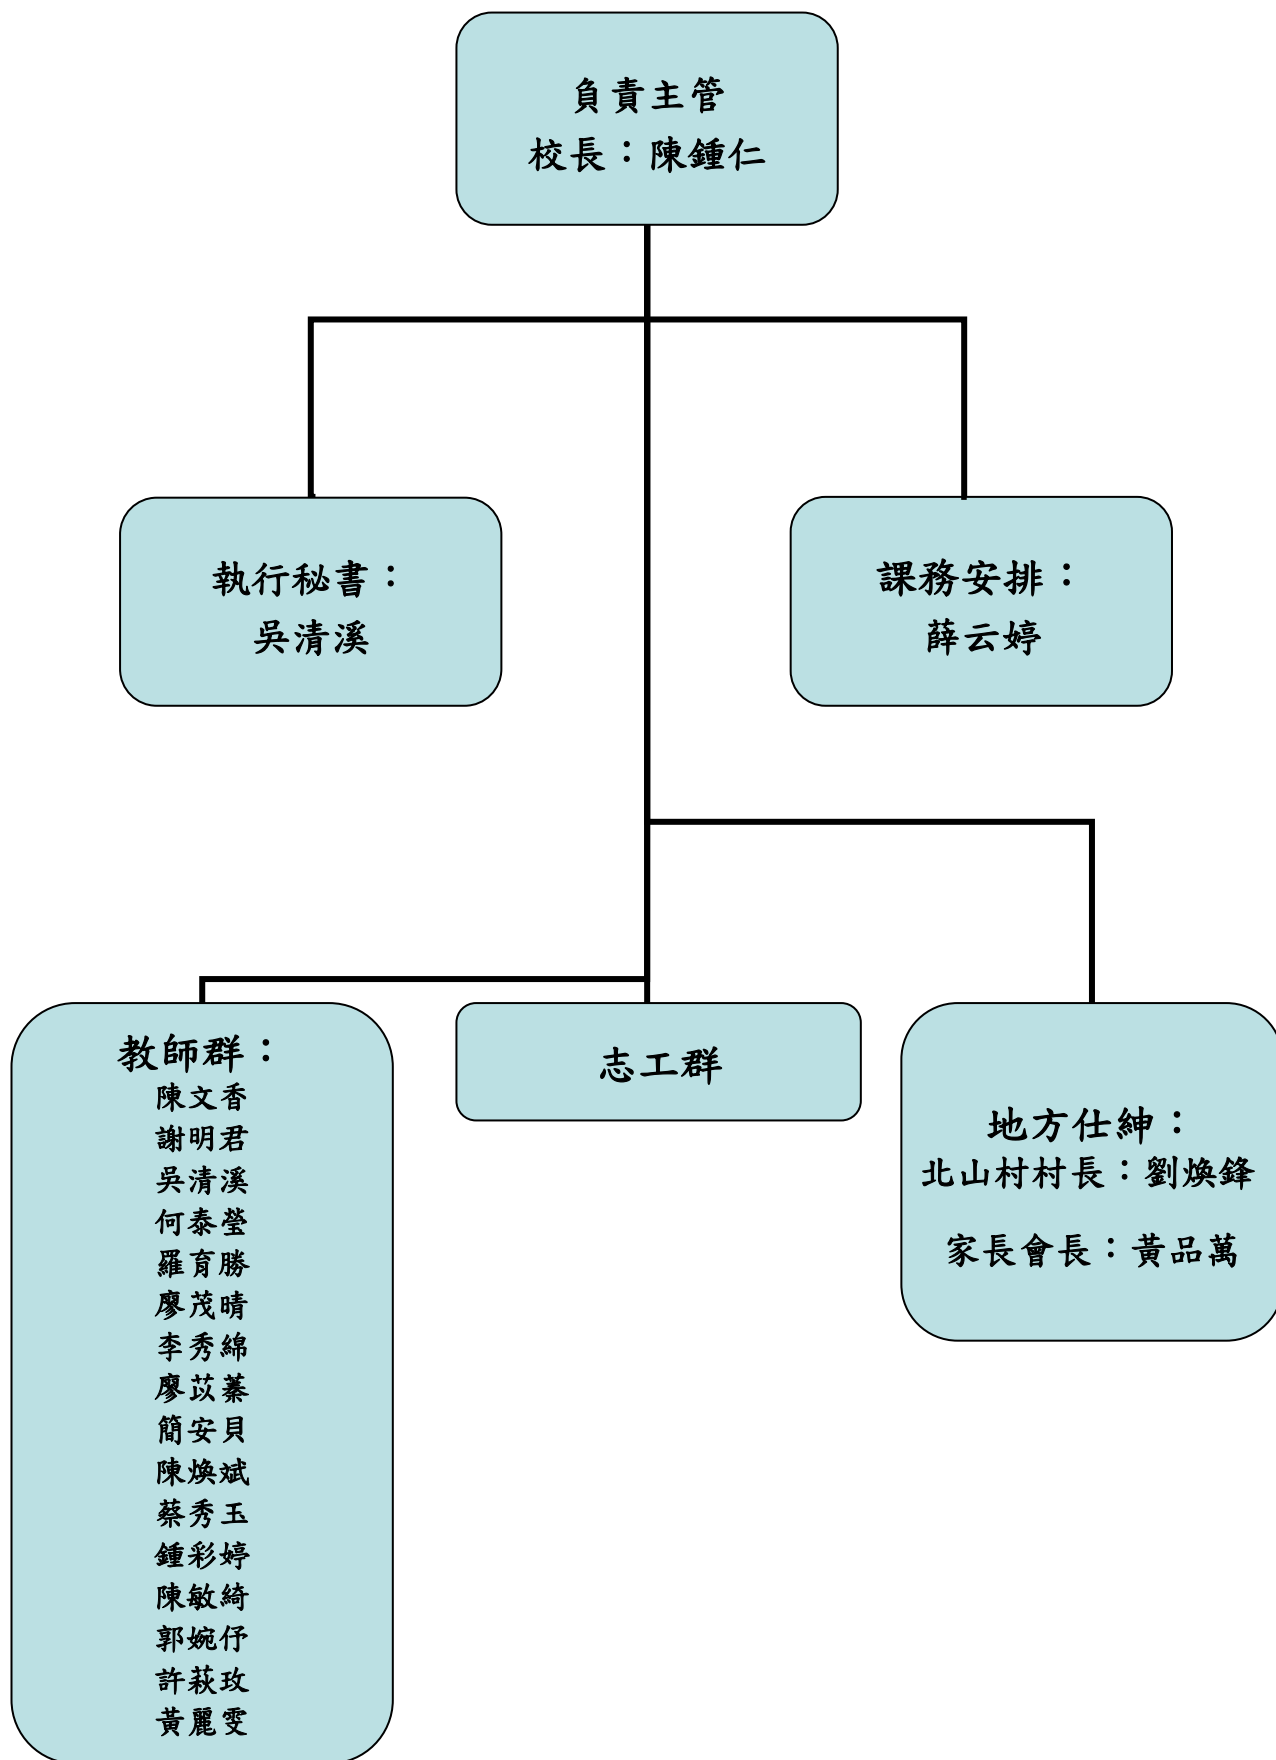 負責主管
校長：陳鍾仁
執行秘書：
吳清溪
課務安排：
薛云婷
教師群：
陳文香
謝明君
吳清溪
何泰瑩
羅育勝
廖茂晴
李秀綿
廖苡蓁
簡安貝
陳煥斌
蔡秀玉
鍾彩婷
陳敏綺
郭婉伃
許萩玫
黃麗雯
志工群
地方仕紳：
北山村村長：劉煥鋒
家長會長：黃品萬